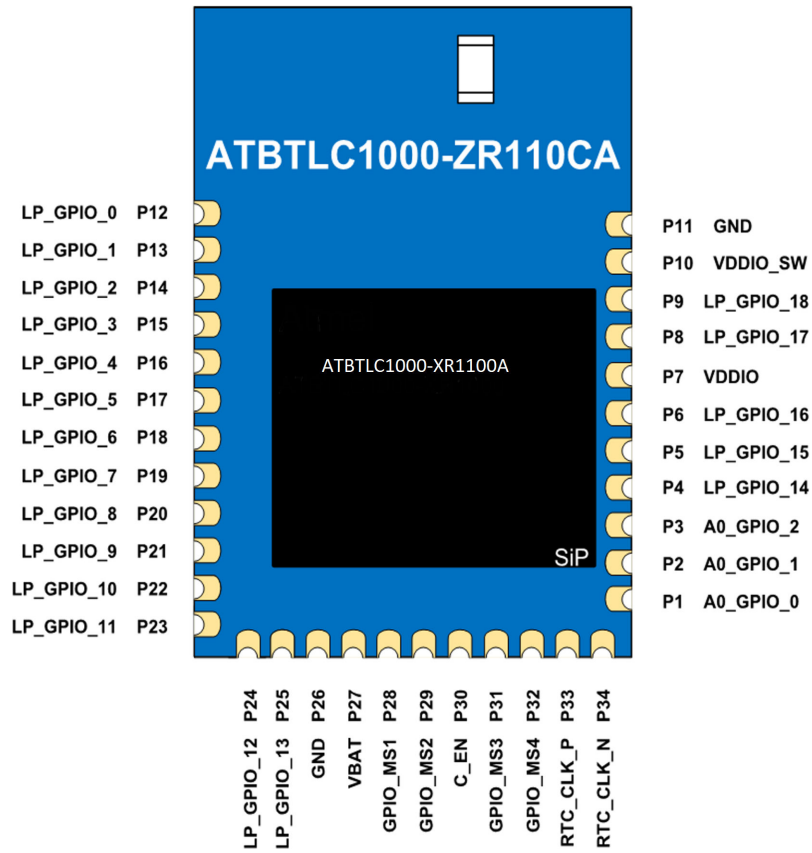 ATBTLC1000-ZR110CA
LP_GPIO_0 P12
LP_GPIO_1 P13
LP_GPIO_2 P14
LP_GPIO_3 P15
LP_GPIO_4 P16
LP_GPIO_5 P17
LP_GPIO_6 P18
LP_GPIO_7 P19
LP_GPIO_8 P20
LP_GPIO_9 P21
LP_GPIO_10 P22
LP_GPIO_11 P23
ATBTLC1000-XR1100A
SiP
P11 GND
P10 VDDIO_SW
P9 LP_GPIO_18
P8 LP_GPIO_17
P7 VDDIO
P6 LP_GPIO_16
P5 LP_GPIO_15
P4 LP_GPIO_14
P3 A0_GPIO_2
P2 A0_GPIO_1
P1 A0_GPIO_0
LP_GPIO_12 P24
LP_GPIO_13 P25
GND P26
VBAT P27
GPIO_MS1 P28
GPIO_MS2 P29
C_EN P30
GPIO_MS3 P31
GPIO_MS4 P32
RTC_CLK_P P33
RTC_CLK_N P34